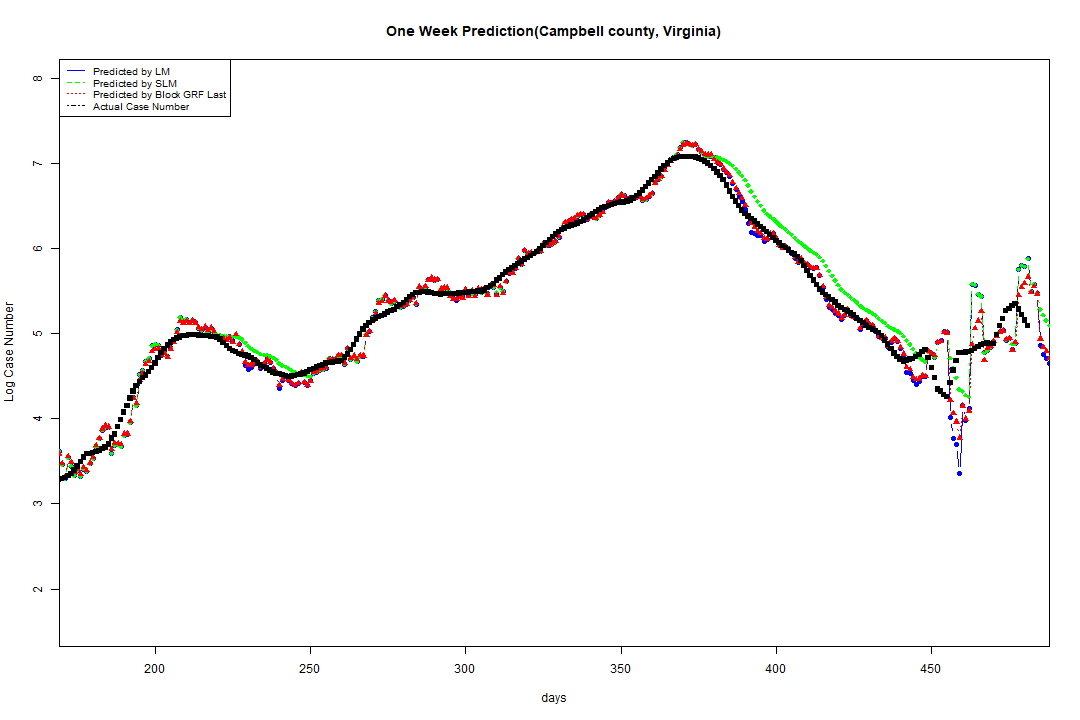 One Week Prediction(Campbell county, Virginia)
Predicted by LM
Predicted by SLM
Predicted by Block GRF Last
Actual Case Number
8
7
6
5
4
3
2
Log Case Number
200 250 300 350 400 450
days